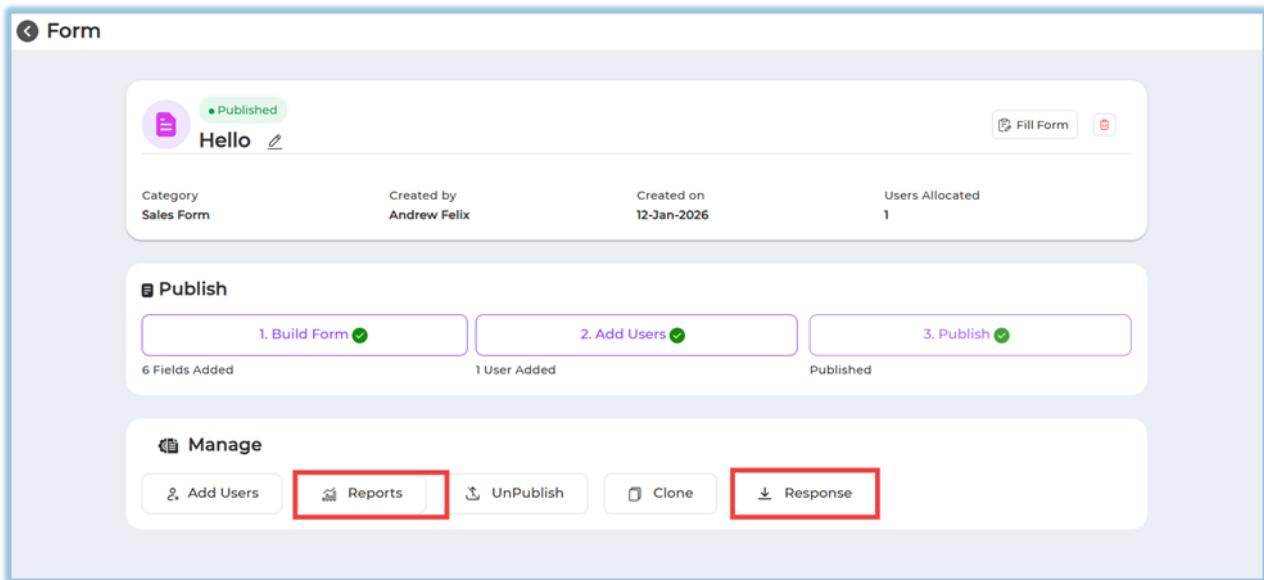 Form
Published
Hello
Fill Form
Category Created by Created on Users Allocated
Sales Form Andrew Felix 12-Jan-2026 1
Publish
1. Build Form 2. Add Users 3. Publish
6 Fields Added 1 User Added Published
Manage
Add Users Reports UnPublish Clone Response